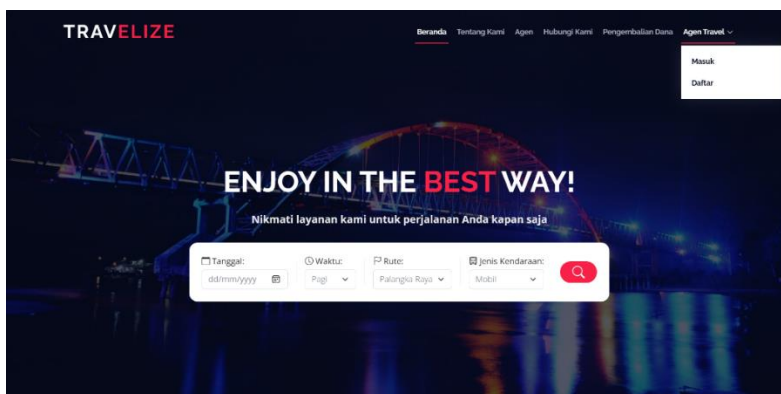 TRAVELIZE
Beranda Tentang Kami Agen Hubungi Kami Pengembalian Dana Agen Travel
Masuk
Daftar
ENJOY IN THE BEST WAY!
Nikmati layanan kami untuk perjalanan Anda kapan saja
Tanggal: Waktu: Rute: Jenis Kendaraan:
dd/mm/yyyy Pagi Palangka Raya Mobil